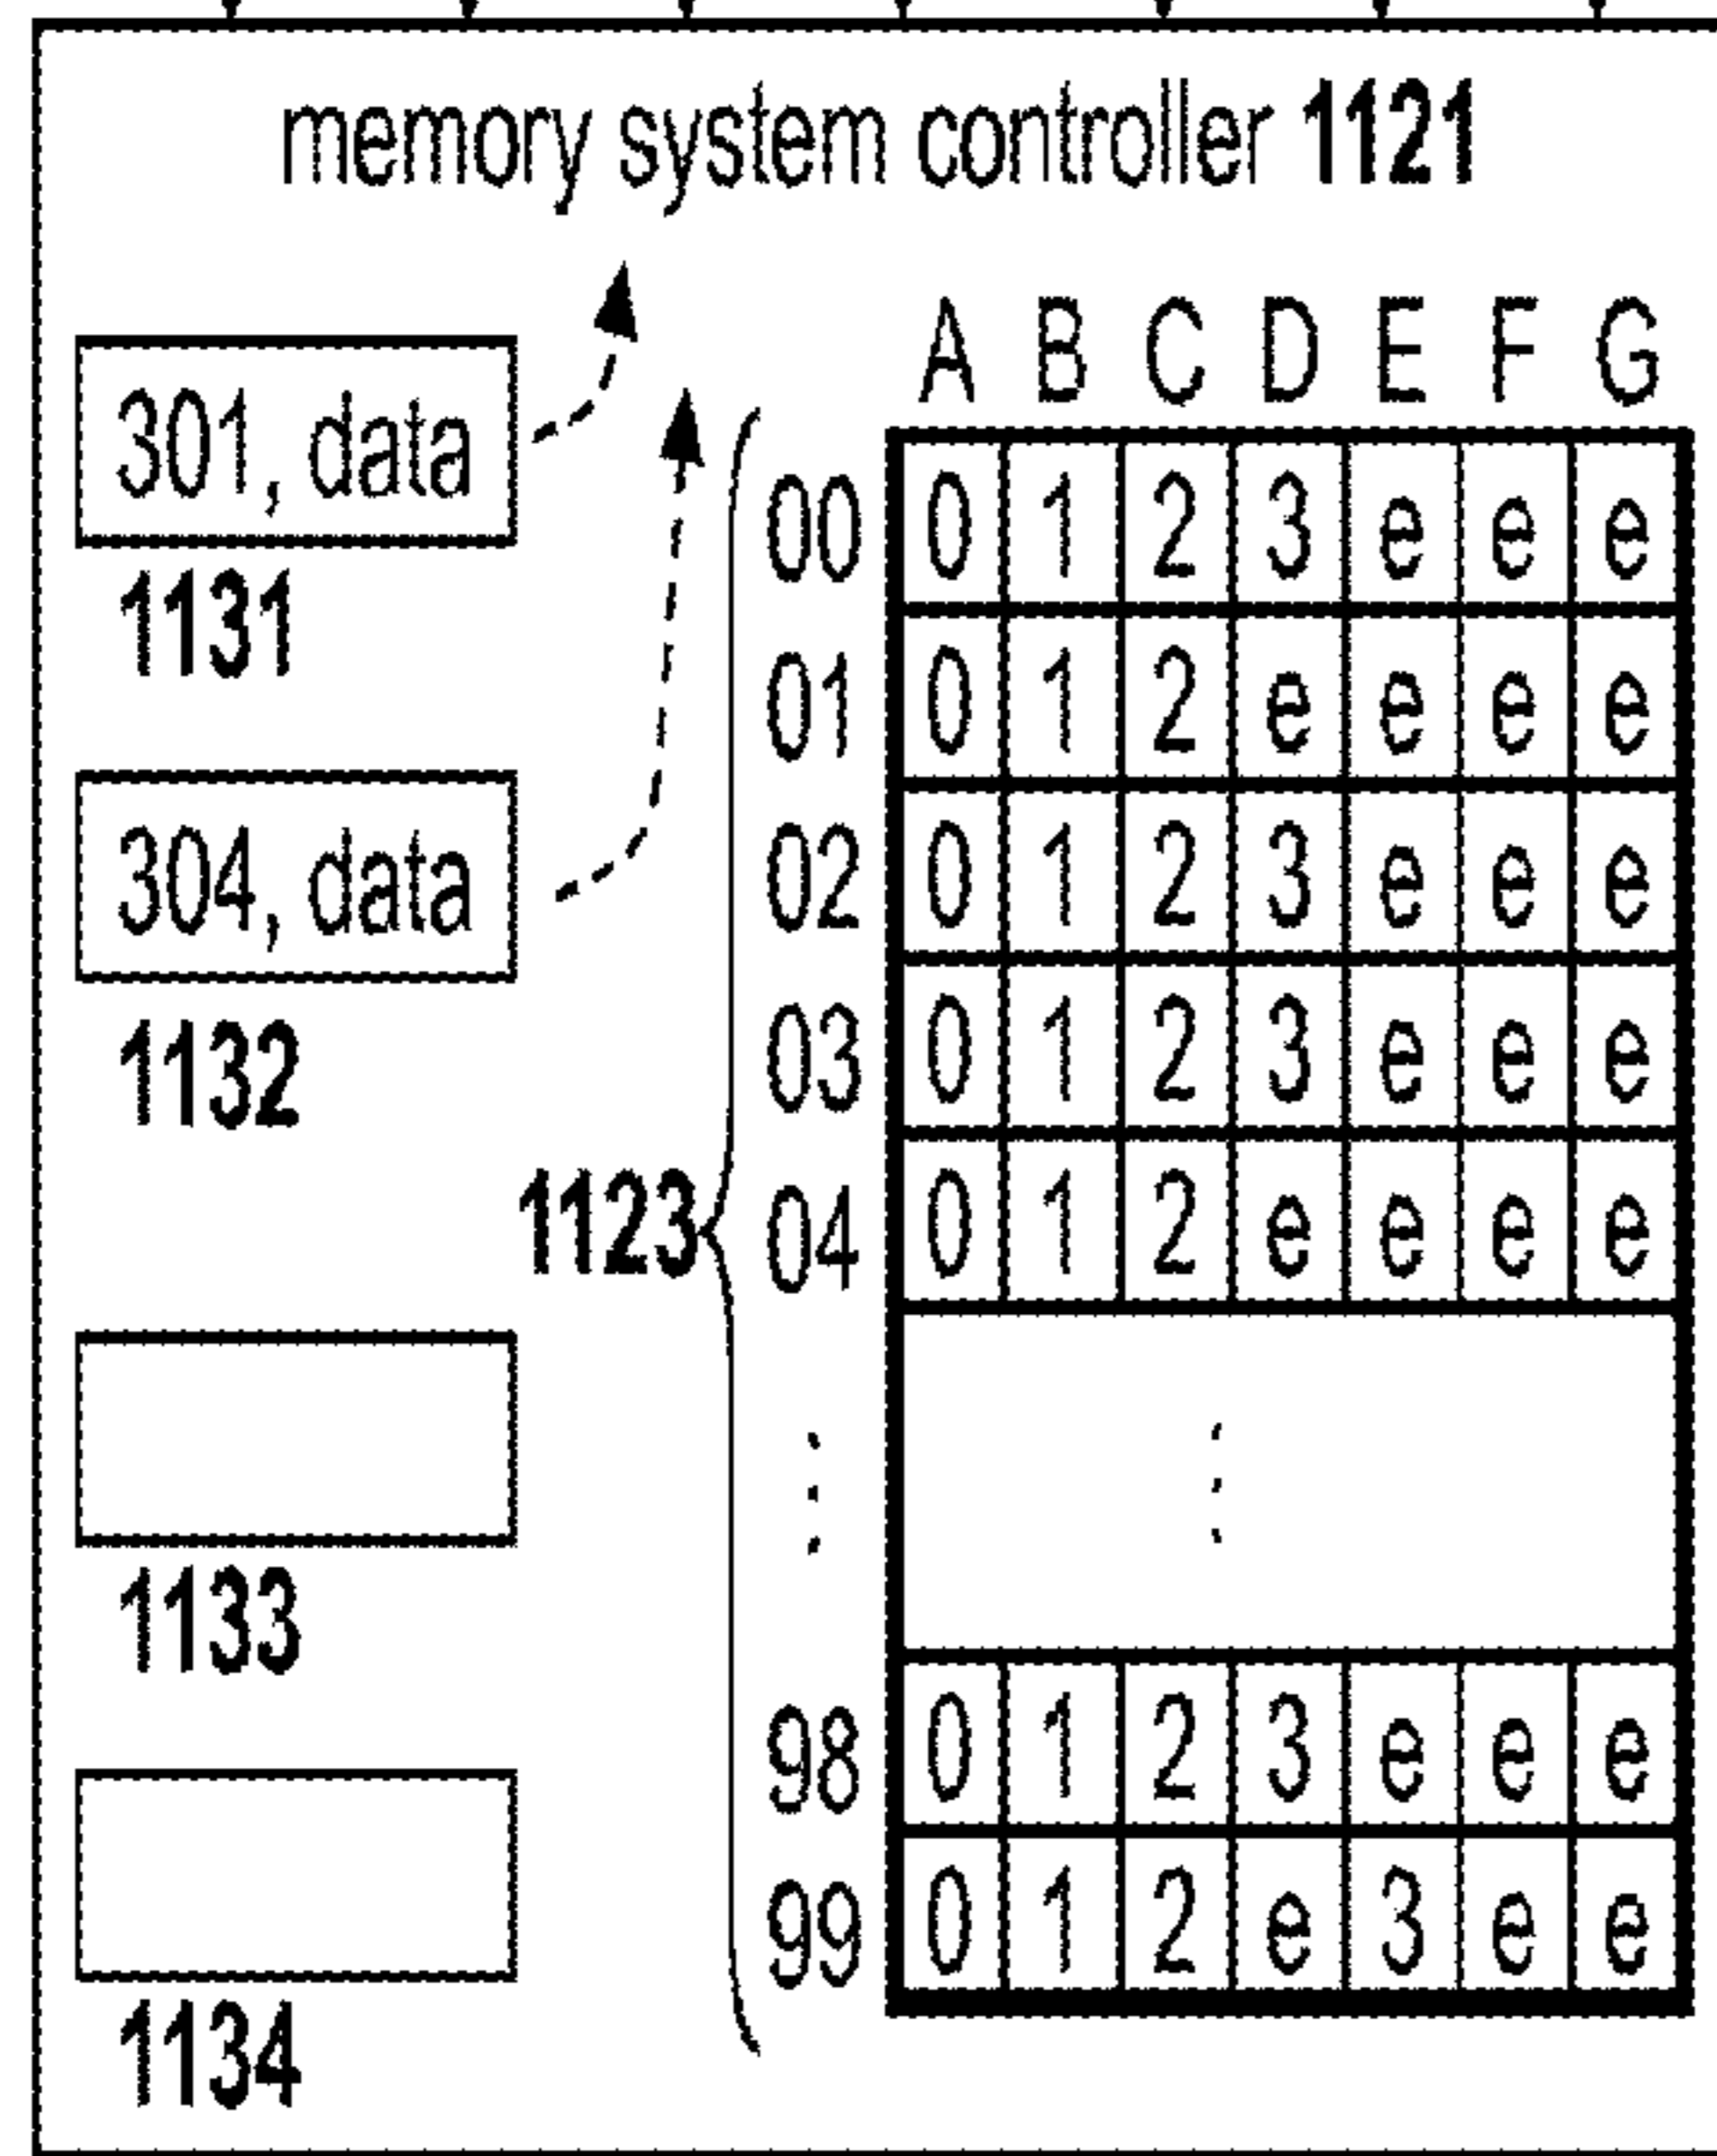 memory system controller 1121
301, data
1131
304, data
1132
1133
1134
1123
A B C D E F G
00 0 1 2 3 e e e
01 0 1 2 e e e e
02 0 1 2 3 e e e
03 0 1 2 3 e e e
04 0 1 2 e e e e
98 0 1 2 3 e e e
99 0 1 2 e 3 e e